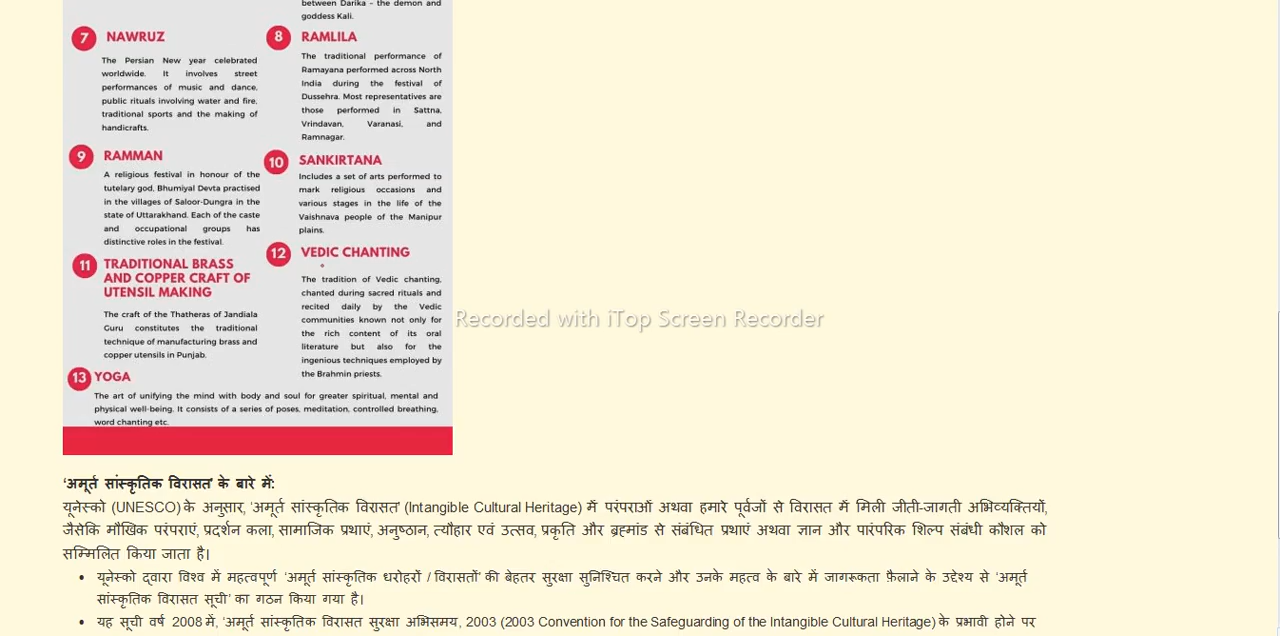 between Darika – the demon and
goddess Kali.
7 NAWRUZ
The Persian New year celebrated
worldwide. It involves street
performances of music and dance,
public rituals involving water and fire,
traditional sports and the making of
handicrafts.
8 RAMLILA
The traditional performance of
Ramayana performed across North
India during the festival of
Dussehra. Most representatives are
those performed in Sattna,
Vrindavan, Varanasi, and
Ramnagar.
9 RAMMAN
A religious festival in honour of the
tutelary god, Bhumiyal Devta practised
in the villages of Saloor-Dungra in the
state of Uttarakhand. Each of the caste
and occupational groups has
distinctive roles in the festival.
10 SANKIRTANA
Includes a set of arts performed to
mark religious occasions and
various stages in the life of the
Vaishnava people of the Manipur
plains.
11 TRADITIONAL BRASS
AND COPPER CRAFT OF
UTENSIL MAKING
The craft of the Thatheras of Jandiala
Guru constitutes the traditional
technique of manufacturing brass and
copper utensils in Punjab.
12 VEDIC CHANTING
The tradition of Vedic chanting,
chanted during sacred rituals and
recited daily by the Vedic
communities known not only for
the rich content of its oral
literature but also for the
ingenious techniques employed by
the Brahmin priests.
13 YOGA
The art of unifying the mind with body and soul for greater spiritual, mental and
physical well-being. It consists of a series of poses, meditation, controlled breathing,
word chanting etc.
Recorded with iTop Screen Recorder
‘अमूर्त सांस्कृतिक विरासत’ के बारे में:
यूनेस्को (UNESCO) के अनुसार, ‘अमूर्त सांस्कृतिक विरासत’ (Intangible Cultural Heritage) में परंपराओं अथवा हमारे पूर्वजों से विरासत में मिली जीती-जागती अभिव्यक्तियों,
जैसेकि मौखिक परंपराएं, प्रदर्शन कला, सामाजिक प्रथाएं, अनुष्ठान, त्यौहार एवं उत्सव, प्रकृति और ब्रह्मांड से संबंधित प्रथाएं अथवा ज्ञान और पारंपरिक शिल्प संबंधी कौशल को
सम्मिलित किया जाता है।
• यूनेस्को द्वारा विश्व में महत्वपूर्ण ‘अमूर्त सांस्कृतिक धरोहरों / विरासतों’ की बेहतर सुरक्षा सुनिश्चित करने और उनके महत्व के बारे में जागरूकता फ़ैलाने के उद्देश्य से ‘अमूर्त
सांस्कृतिक विरासत सूची’ का गठन किया गया है।
• यह सूची वर्ष 2008 में, ‘अमूर्त सांस्कृतिक विरासत सुरक्षा अभिसमय, 2003 (2003 Convention for the Safeguarding of the Intangible Cultural Heritage) के प्रभावी होने पर